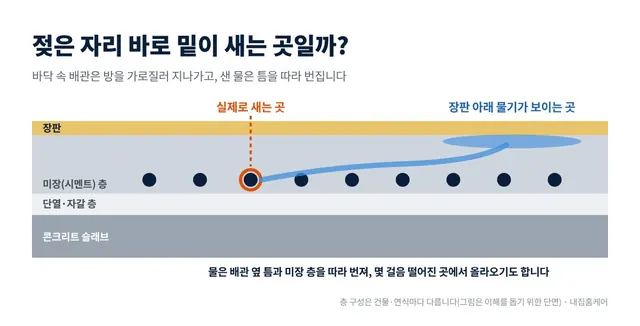 젖은 자리 바로 밑이 새는 곳일까?
바닥 속 배관은 방을 가로질러 지나가고, 샌 물은 틈을 따라 번집니다
실제로 새는 곳
장판 아래 물기가 보이는 곳
장판
미장(시멘트) 층
단열·자갈 층
콘크리트 슬래브
물은 배관 옆 틈과 미장 층을 따라 번져, 몇 걸음 떨어진 곳에서 올라오기도 합니다
층 구성은 건물·연식마다 다릅니다(그림은 이해를 돕기 위한 단면) · 내집홈케어